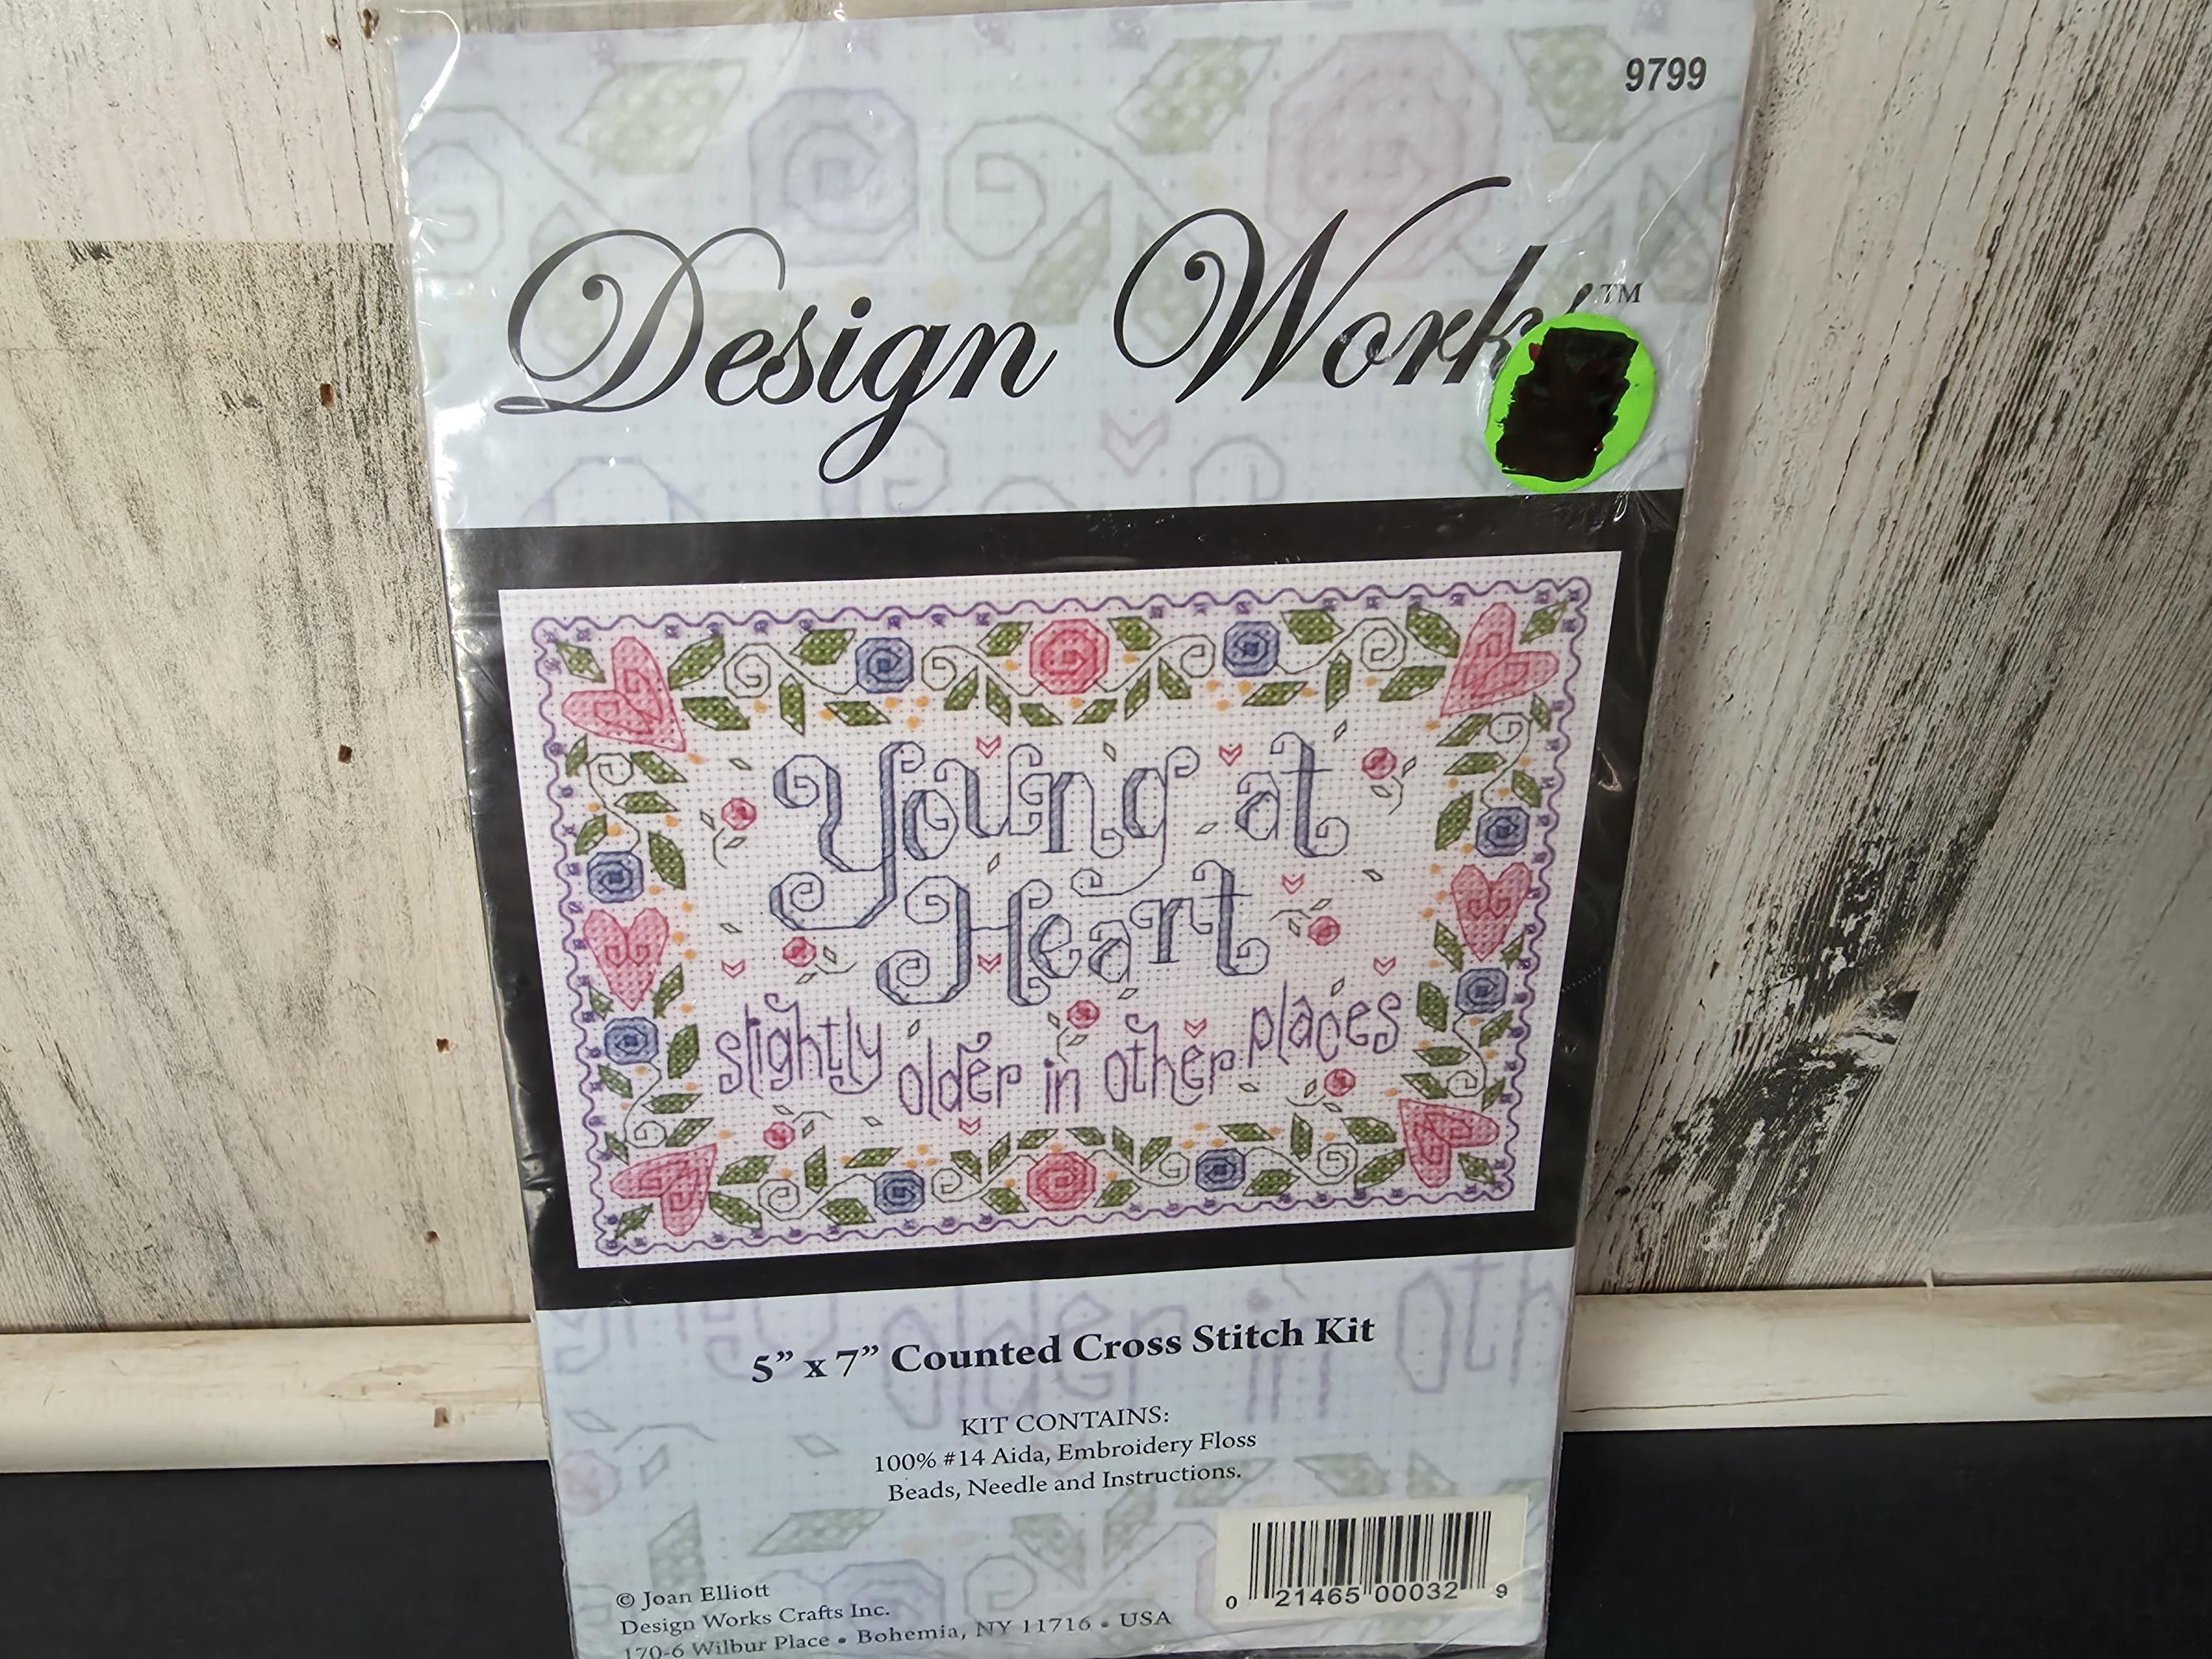 9799
Design Work
TM
Young at
Heart
slightly older in other places
5" x 7" Counted Cross Stitch Kit
KIT CONTAINS:
100% #14 Aida, Embroidery Floss
Beads, Needle and Instructions.
© Joan Elliott
Design Works Crafts Inc.
170-6 Wilbur Place • Bohemia, NY 11716 • USA
0 21465 00032 9